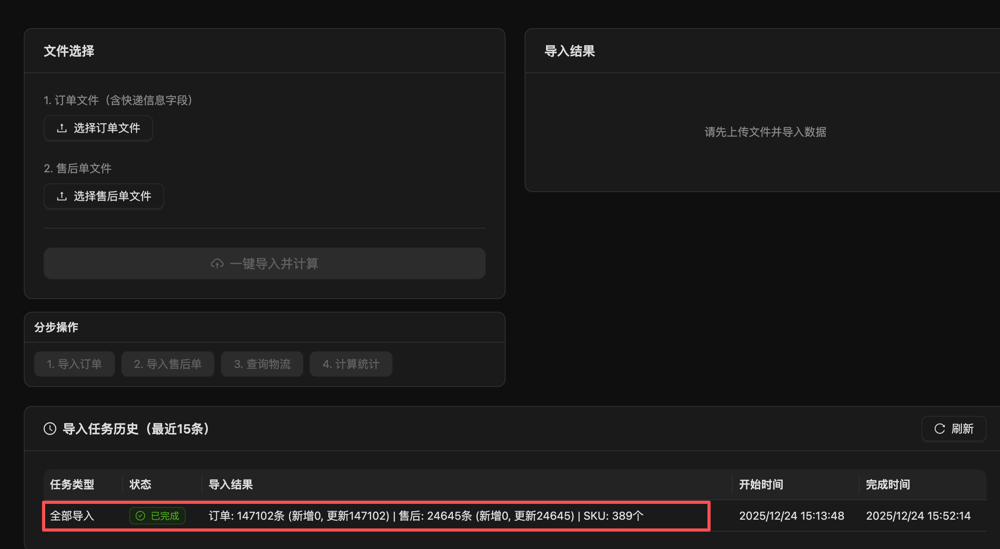 文件选择
1. 订单文件（含快递信息字段）
选择订单文件
2. 售后单文件
选择售后单文件
一键导入并计算
导入结果
请先上传文件并导入数据
分步操作
1. 导入订单 2. 导入售后单 3. 查询物流 4. 计算统计
导入任务历史（最近15条）
刷新
任务类型 状态 导入结果 开始时间 完成时间
全部导入 已完成 订单: 147102条 (新增0, 更新147102) | 售后: 24645条 (新增0, 更新24645) | SKU: 389个 2025/12/24 15:13:48 2025/12/24 15:52:14